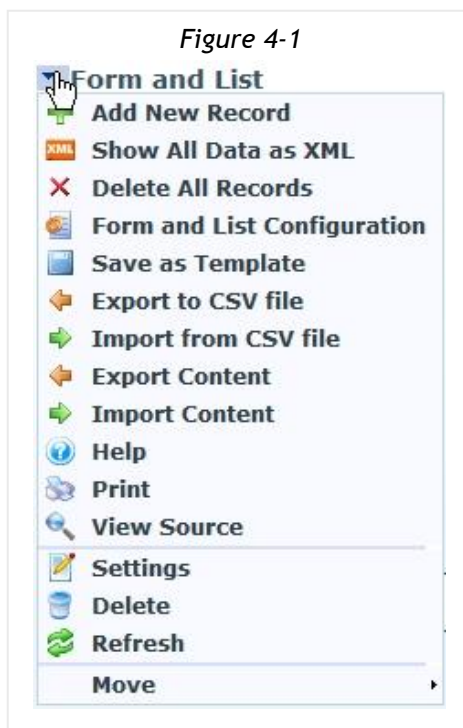 Figure 4-1
Form and List
Add New Record
XML Show All Data as XML
Delete All Records
Form and List Configuration
Save as Template
Export to CSV file
Import from CSV file
Export Content
Import Content
Help
Print
View Source
Settings
Delete
Refresh
Move